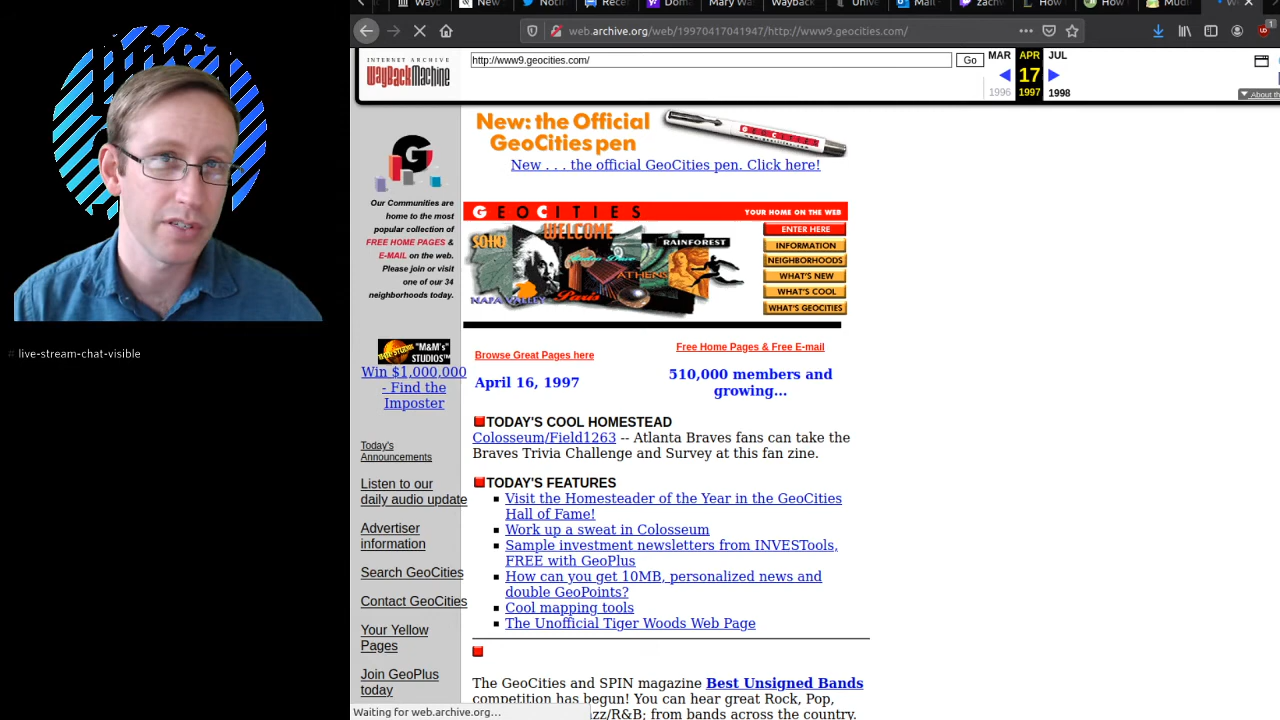 Wayb
New
Notin
Rece
Doma
Mary Wa
Wayback
Unive
Mail -
zachw
How t
How C
Mudl
web.archive.org/web/19970417041947/http://www9.geocities.com/
INTERNET ARCHIVE
WayBackMachine
http://www9.geocities.com/
Go
MAR
APR
JUL
17
1996
1997
1998
About th
New: the Official
GeoCities pen
New . . . the official GeoCities pen. Click here!
G
Our Communities are
home to the most
popular collection of
FREE HOME PAGES &
E-MAIL on the web.
Please join or visit
one of our 34
neighborhoods today.
GEOCITIES
YOUR HOME ON THE WEB
WELCOME
SOHO
RAINFOREST
ATHENS
NAPA VALLEY
Paris
ENTER HERE
INFORMATION
NEIGHBORHOODS
WHAT'S NEW
WHAT'S COOL
WHAT'S GEOCITIES
"M&M's"
STUDIOS™
Win $1,000,000
- Find the
Imposter
Browse Great Pages here
Free Home Pages & Free E-mail
April 16, 1997
510,000 members and
growing...
TODAY'S COOL HOMESTEAD
Colosseum/Field1263 -- Atlanta Braves fans can take the
Braves Trivia Challenge and Survey at this fan zine.
TODAY'S FEATURES
Visit the Homesteader of the Year in the GeoCities
Hall of Fame!
Work up a sweat in Colosseum
Sample investment newsletters from INVESTools,
FREE with GeoPlus
How can you get 10MB, personalized news and
double GeoPoints?
Cool mapping tools
The Unofficial Tiger Woods Web Page
The GeoCities and SPIN magazine Best Unsigned Bands
competition has begun! You can hear great Rock, Pop,
azz/R&B; from bands across the country.
Today's
Announcements
Listen to our
daily audio update
Advertiser
information
Search GeoCities
Contact GeoCities
Your Yellow
Pages
Join GeoPlus
today
Waiting for web.archive.org...
# live-stream-chat-visible